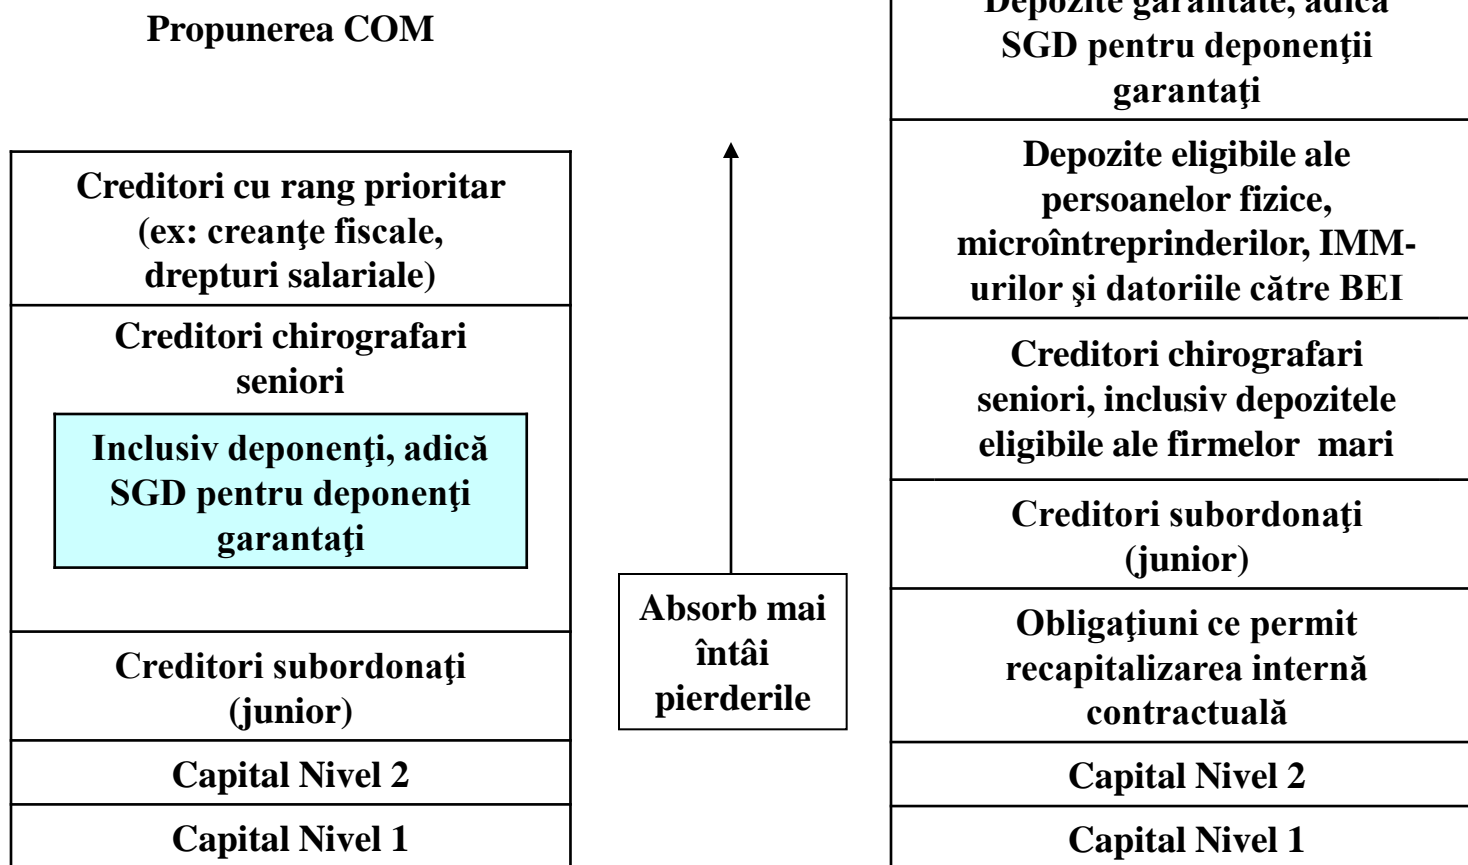 Propunerea COM
Creditori cu rang prioritar
(ex: creanţe fiscale,
drepturi salariale)
Creditori chirografari
seniori
Inclusiv deponenţi, adică
SGD pentru deponenţi
garantaţi
Creditori subordonaţi
(junior)
Capital Nivel 2
Capital Nivel 1
Absorb mai
întâi
pierderile
Depozite garantate, adică
SGD pentru deponenţii
garantaţi
Depozite eligibile ale
persoanelor fizice,
microîntreprinderilor, IMM-
urilor şi datoriile către BEI
Creditori chirografari
seniori, inclusiv depozitele
eligibile ale firmelor mari
Creditori subordonaţi
(junior)
Obligaţiuni ce permit
recapitalizarea internă
contractuală
Capital Nivel 2
Capital Nivel 1